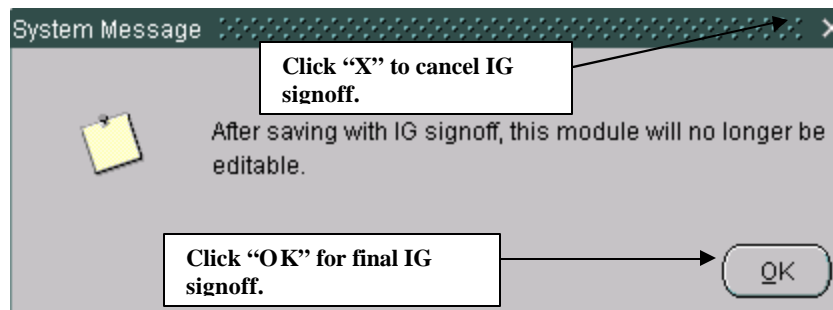 System Message
Click “X” to cancel IG
signoff.
After saving with IG signoff, this module will no longer be
editable.
Click “OK” for final IG
signoff.
OK